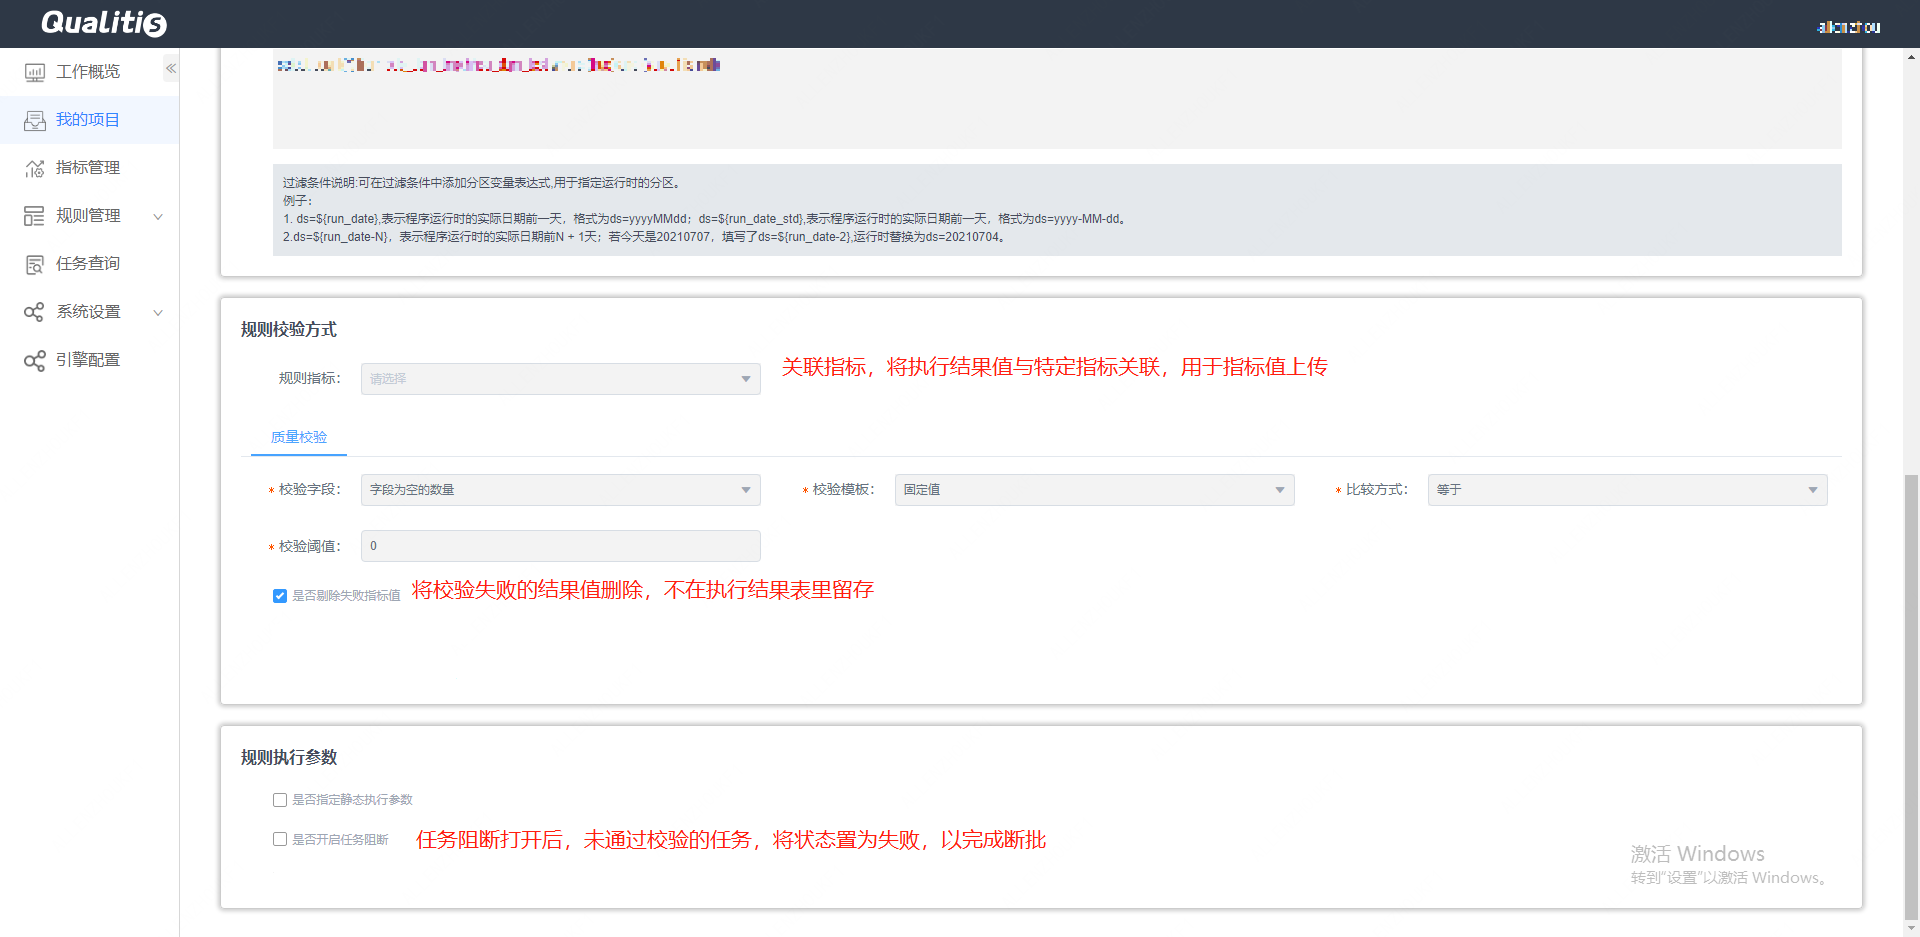 Qualitis
工作概览
我的项目
指标管理
规则管理
任务查询
系统设置
引擎配置
过滤条件说明:可在过滤条件中添加分区变量表达式,用于指定运行时的分区。
例子：
1. ds=${run_date},表示程序运行时的实际日期前一天，格式为ds=yyyyMMdd；ds=${run_date_std},表示程序运行时的实际日期前一天，格式为ds=yyyy-MM-dd。
2.ds=${run_date-N}，表示程序运行时的实际日期前N + 1天；若今天是20210707，填写了ds=${run_date-2},运行时替换为ds=20210704。
规则校验方式
规则指标： 请选择 关联指标，将执行结果值与特定指标关联，用于指标值上传
质量校验
* 校验字段： 字段为空的数量 * 校验模板： 固定值 * 比较方式： 等于
* 校验阈值： 0
是否剔除失败指标值 将校验失败的结果值删除，不在执行结果表里留存
规则执行参数
是否指定静态执行参数
是否开启任务阻断 任务阻断打开后，未通过校验的任务，将状态置为失败，以完成断批
激活 Windows
转到“设置”以激活 Windows。